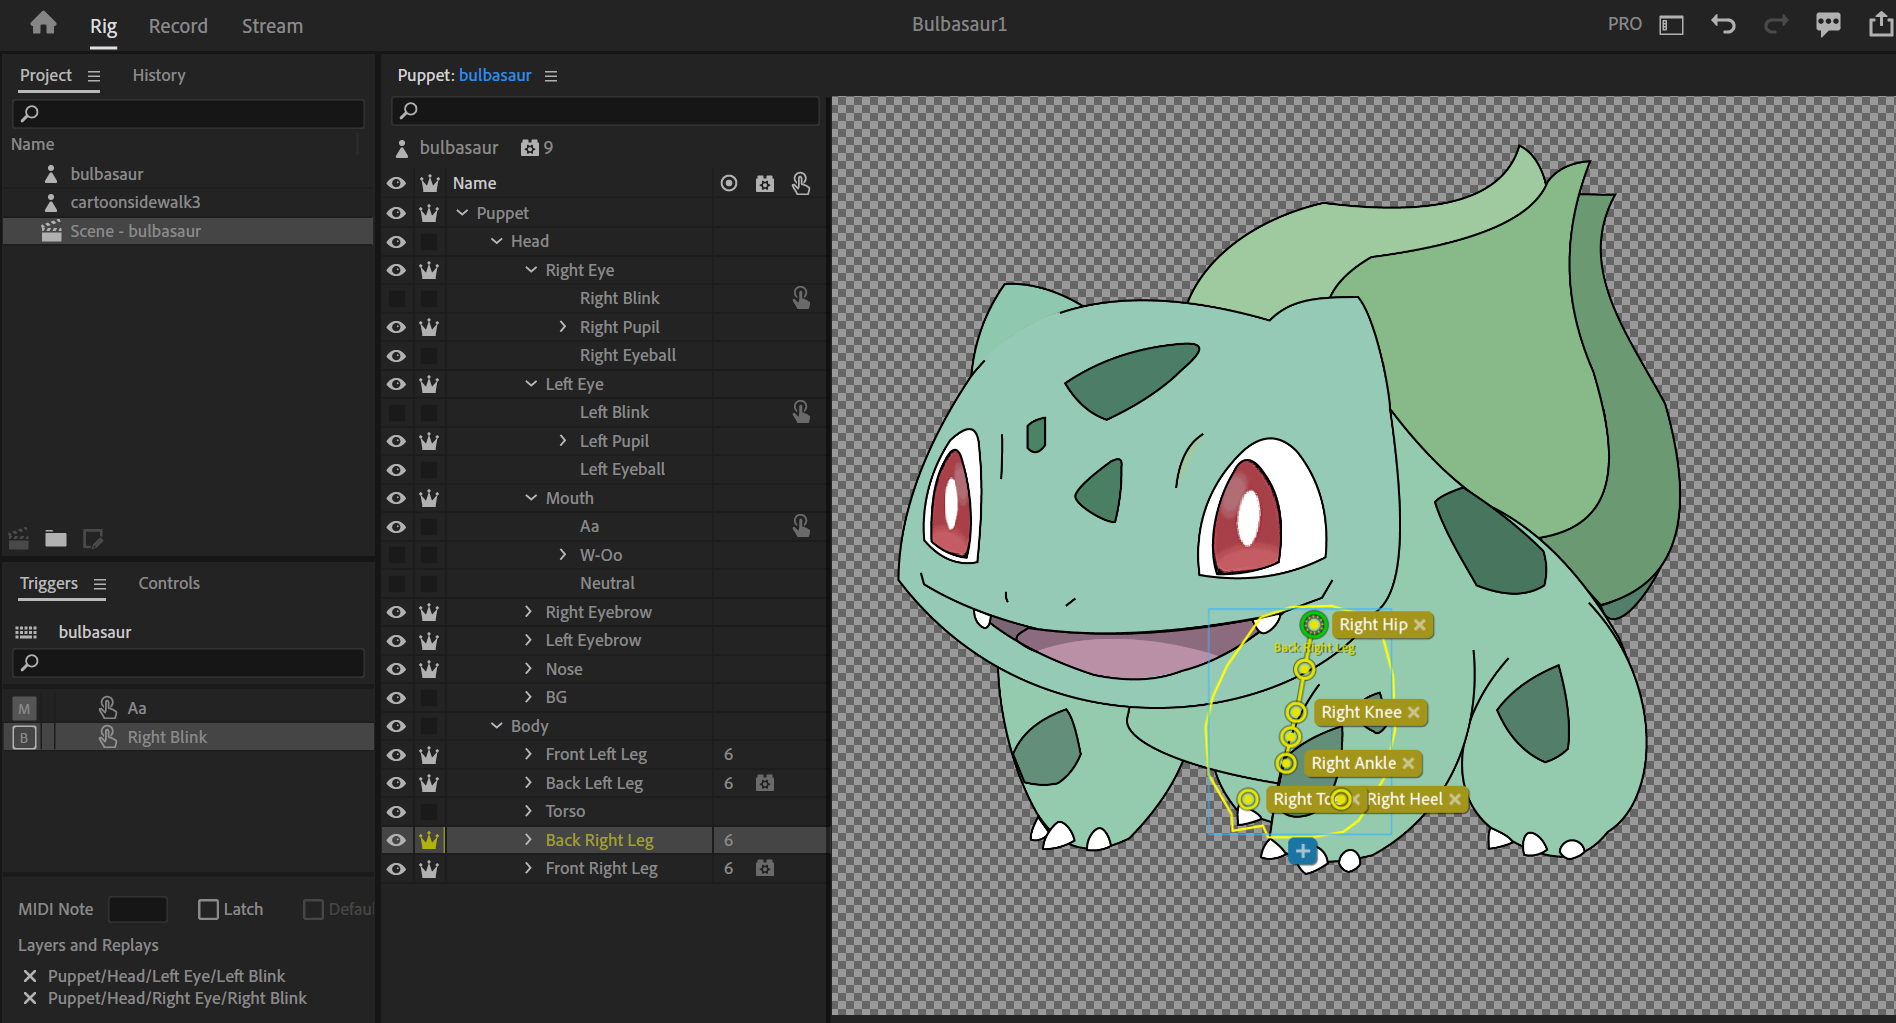 Rig Record Stream
Bulbasaur1
PRO
Project History
Name
bulbasaur
cartoonsidewalk3
Scene - bulbasaur
Triggers Controls
bulbasaur
M Aa
B Right Blink
MIDI Note Latch Defau
Layers and Replays
Puppet/Head/Left Eye/Left Blink
Puppet/Head/Right Eye/Right Blink
Puppet: bulbasaur
bulbasaur 9
Name
Puppet
Head
Right Eye
Right Blink
Right Pupil
Right Eyeball
Left Eye
Left Blink
Left Pupil
Left Eyeball
Mouth
Aa
W-Oo
Neutral
Right Eyebrow
Left Eyebrow
Nose
BG
Body
Front Left Leg 6
Back Left Leg 6
Torso
Back Right Leg 6
Front Right Leg 6
Right Hip
Back Right Leg
Right Knee
Right Ankle
Right To Right Heel